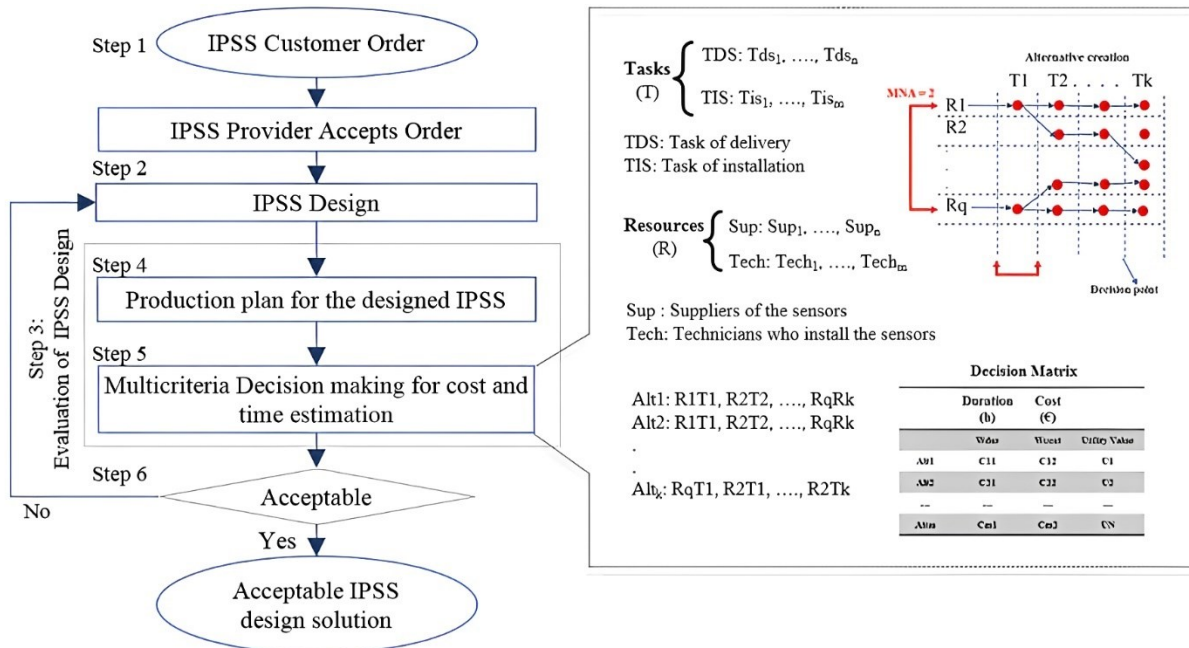 Step 1
IPSS Customer Order
IPSS Provider Accepts Order
Step 2
IPSS Design
Step 3:
Evaluation of IPSS Design
Step 4
Production plan for the designed IPSS
Step 5
Multicriteria Decision making for cost and
time estimation
Step 6
Acceptable
No
Yes
Acceptable IPSS
design solution
Tasks
(T)
TDS: Tds1, …., Tdsn
TIS: Tis1, …., Tism
TDS: Task of delivery
TIS: Task of installation
Resources
(R)
Sup: Sup1, …., Supn
Tech: Tech1, …., Techm
Sup : Suppliers of the sensors
Tech: Technicians who install the sensors
Alternative creation
T1 T2 . . . . Tk
MNA = 2
R1
R2
.
.
Rq
Decision point
Alt1: R1T1, R2T2, …., RqRk
Alt2: R1T1, R2T2, …., RqRk
.
.
Altx: RqT1, R2T1, …., R2Tk
Decision Matrix
Duration Cost
(h) (€)
Utility Value
Alt1 C11 C12 U1
Alt2 C21 C22 U2